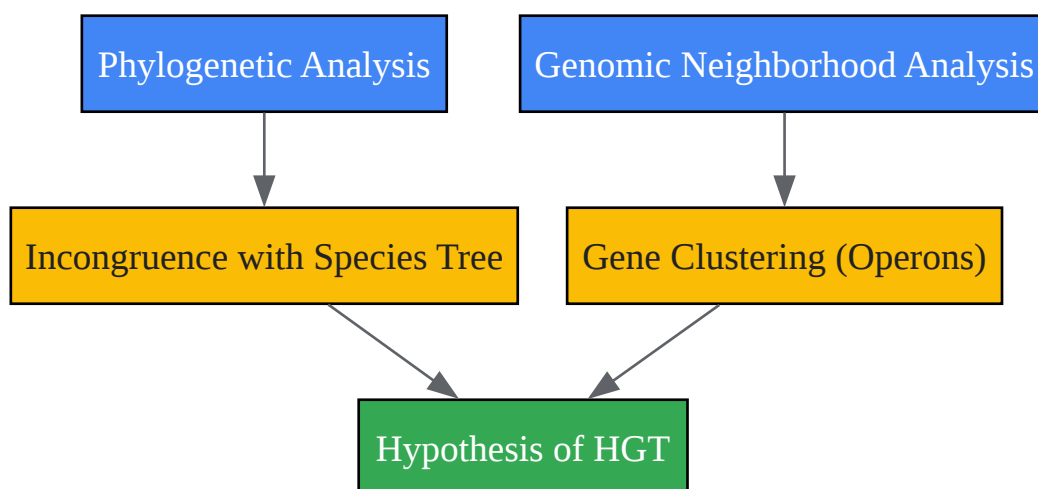 Phylogenetic Analysis
Genomic Neighborhood Analysis
Incongruence with Species Tree
Gene Clustering (Operons)
Hypothesis of HGT